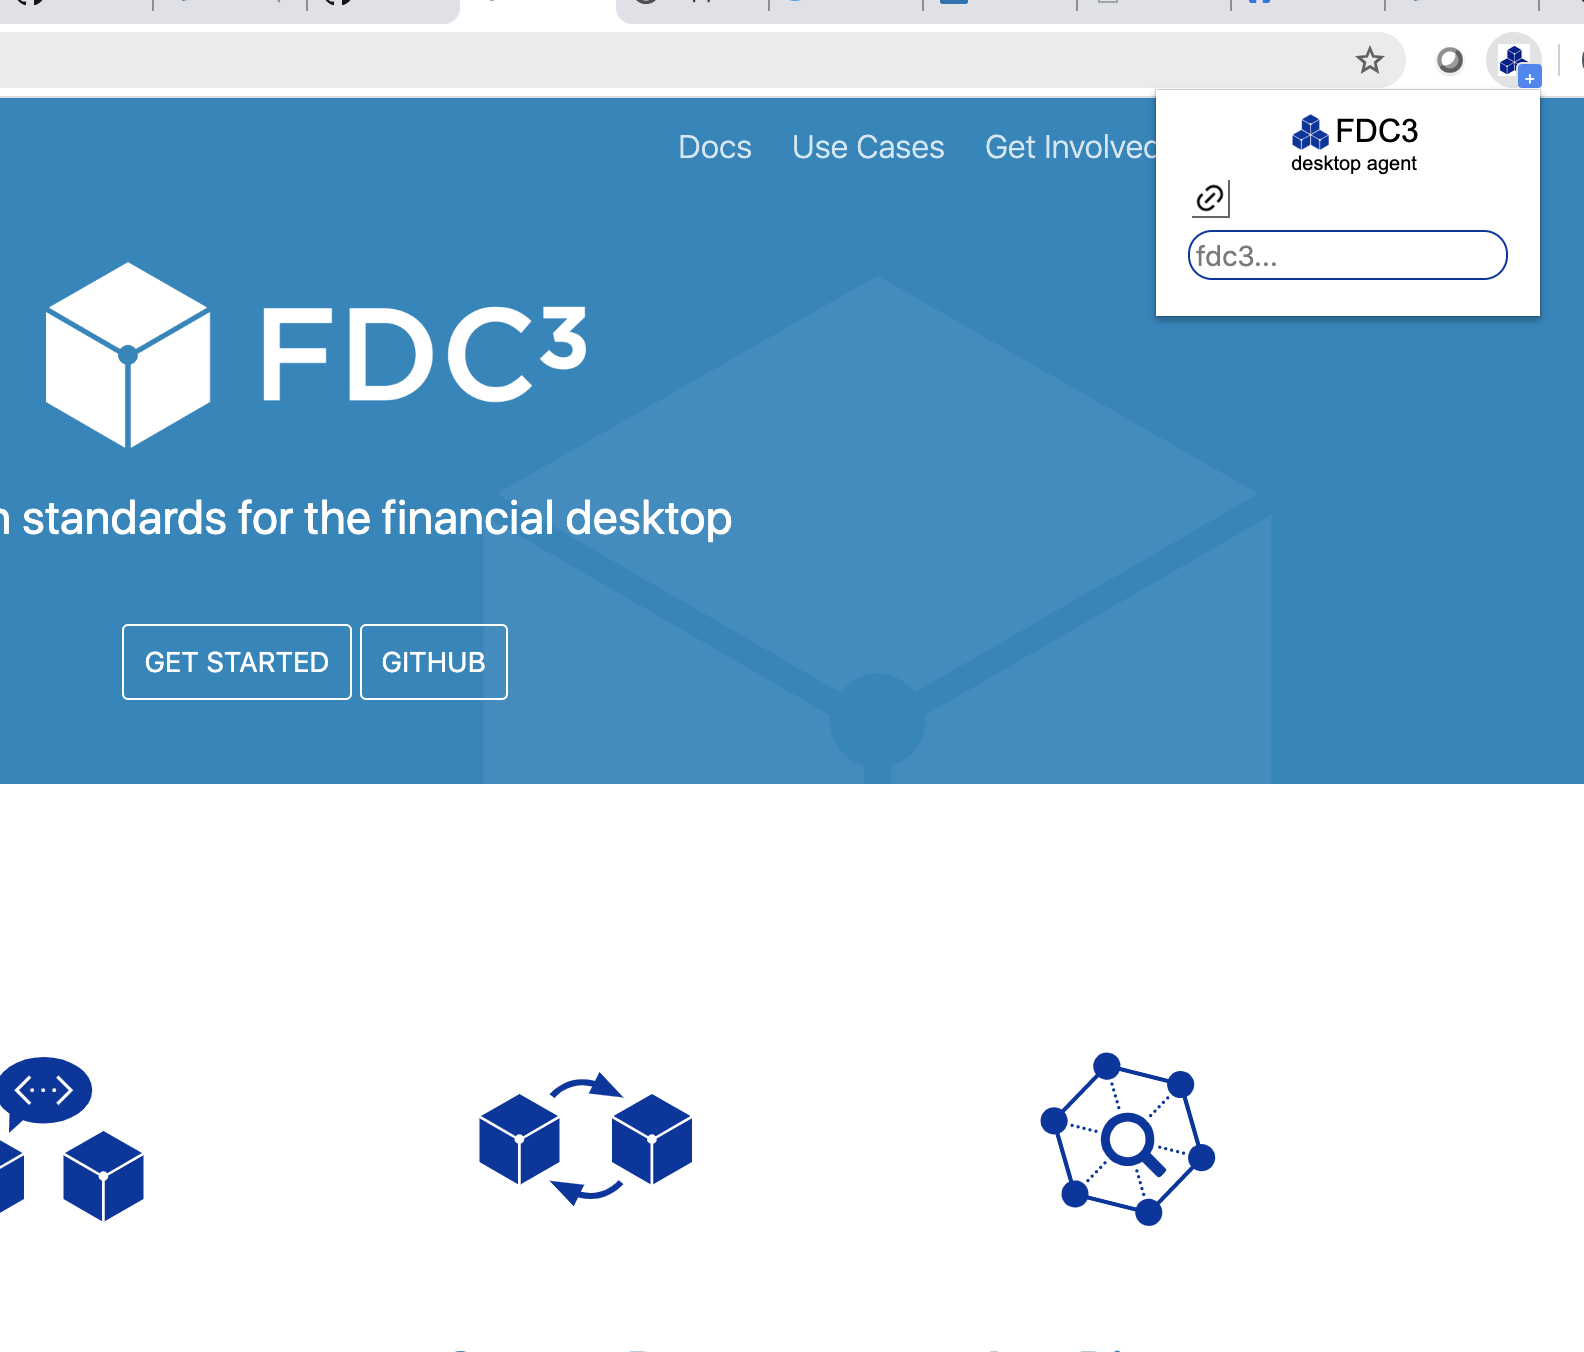 Docs Use Cases Get Involved
FDC3
desktop agent
fdc3...
FDC3
standards for the financial desktop
GET STARTED GITHUB